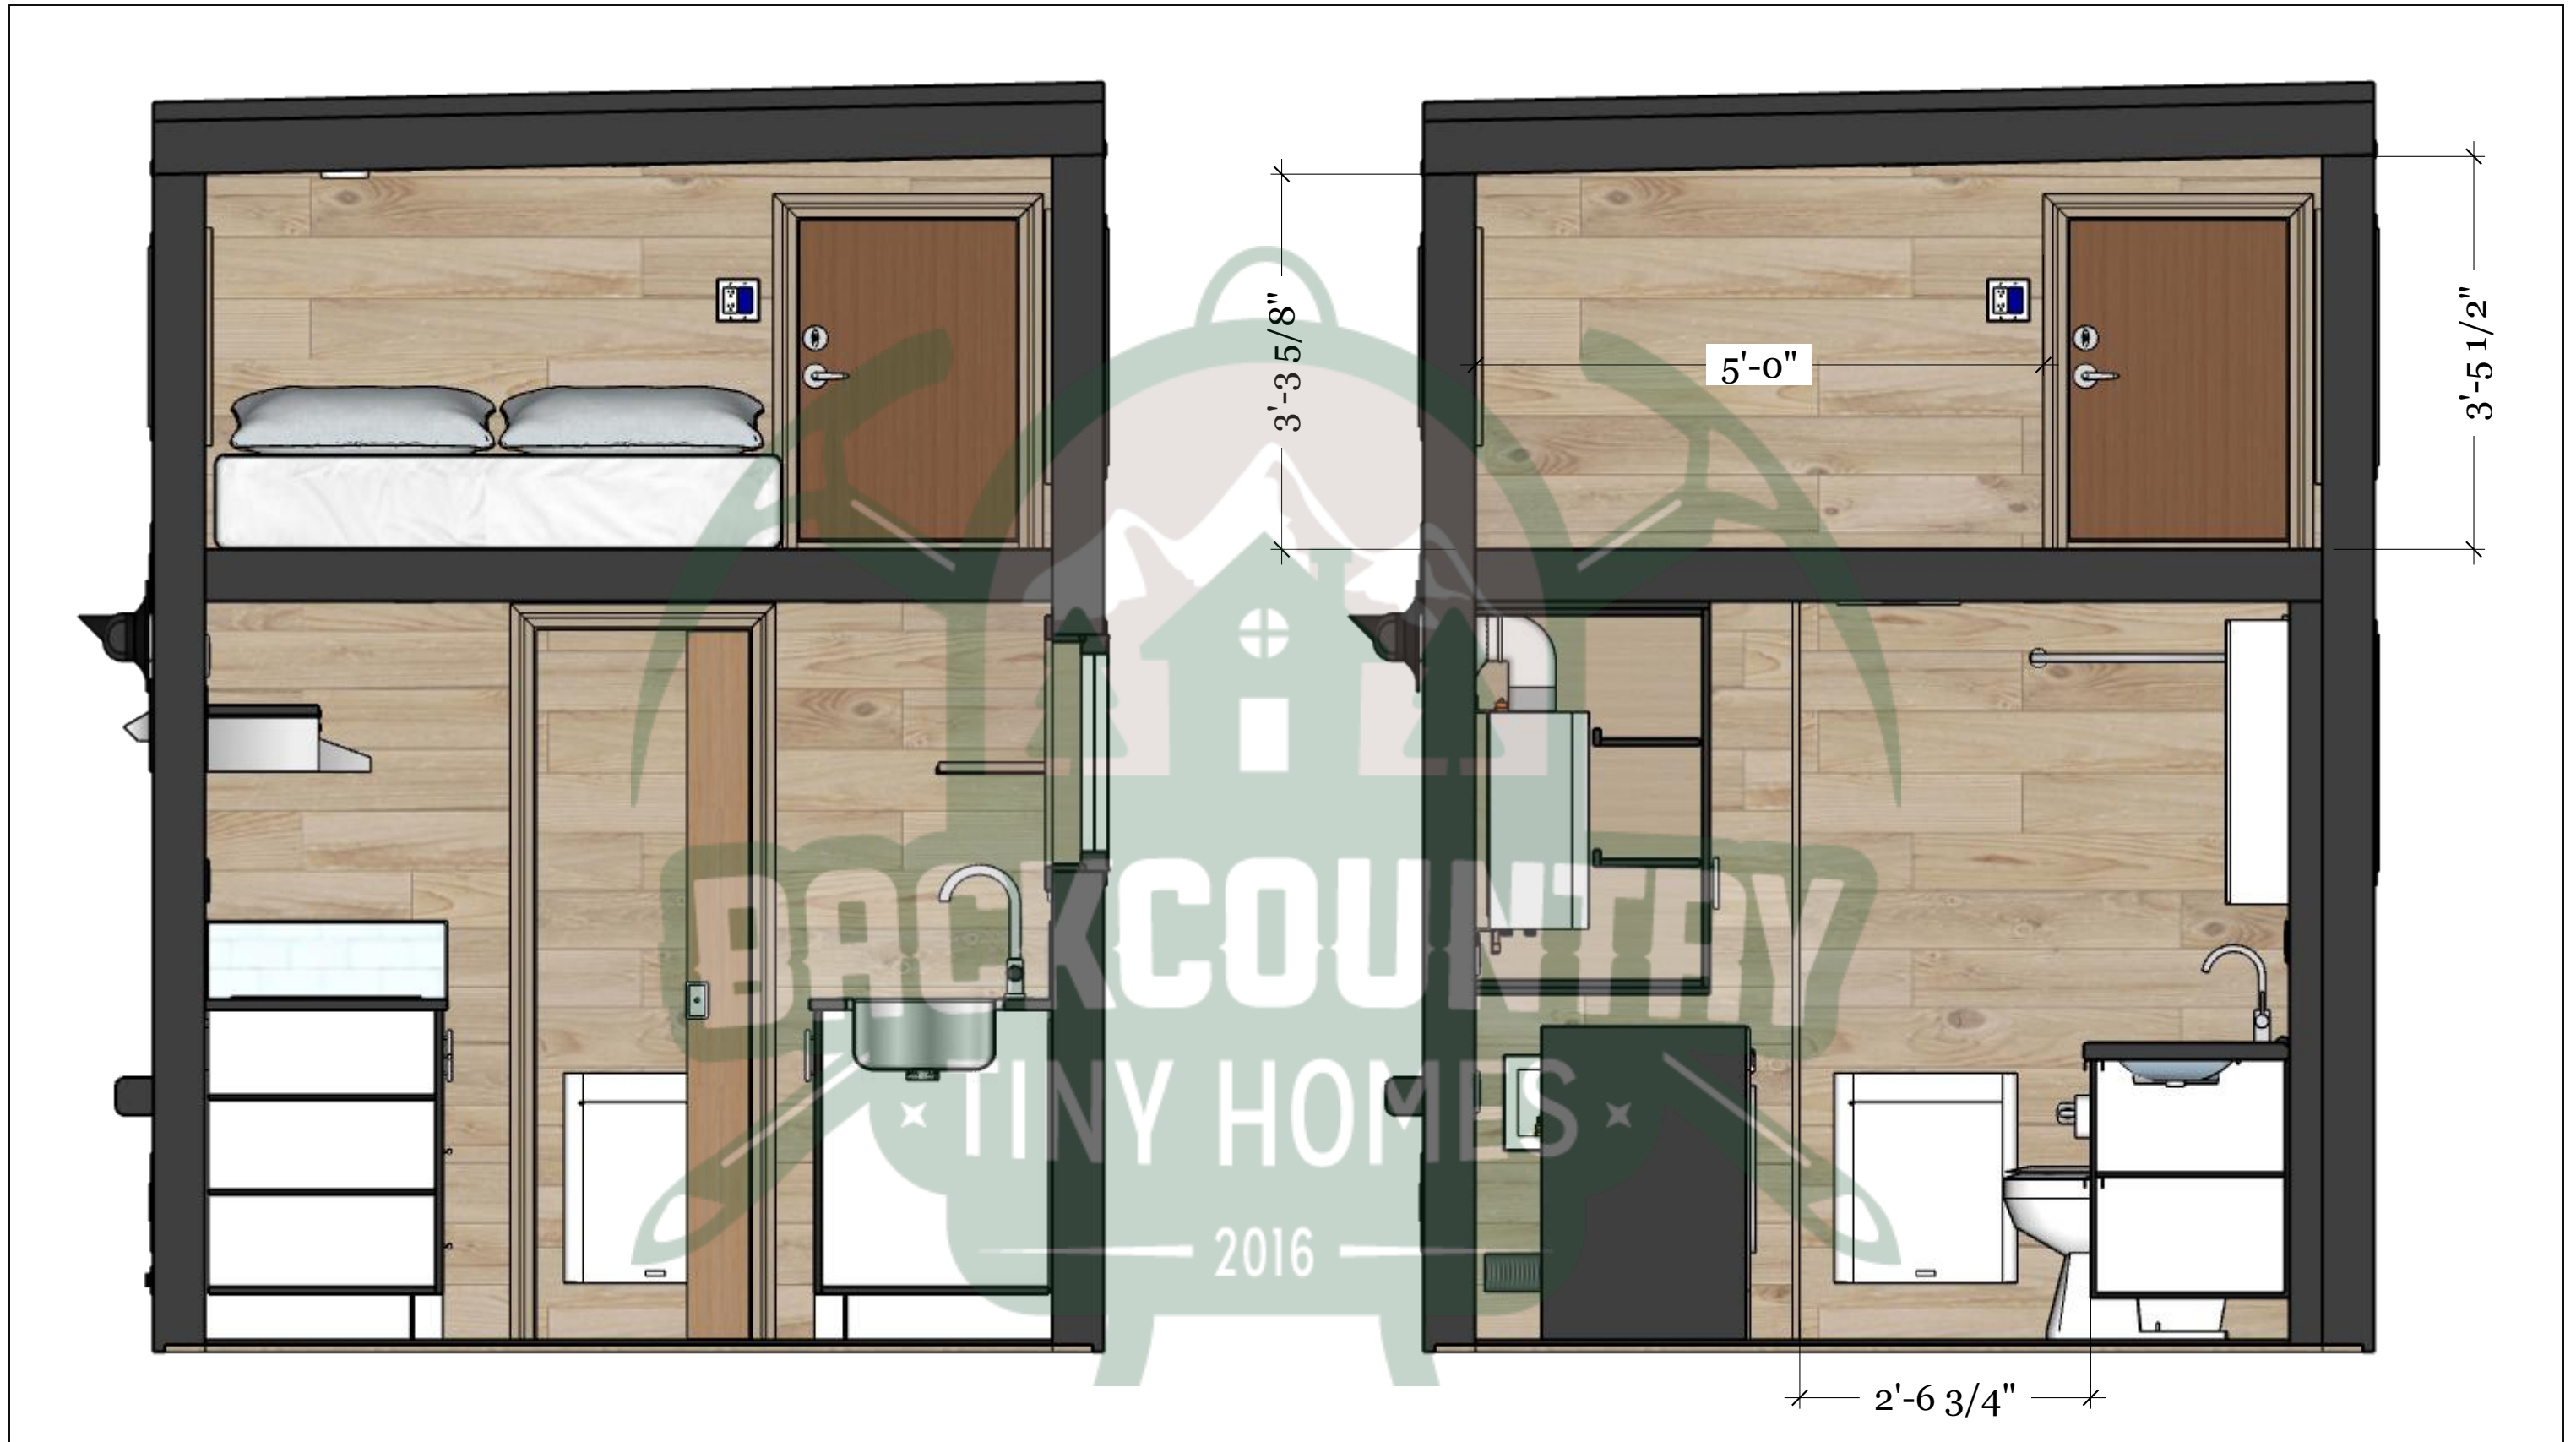 3'-3 5/8"
5'-0"
3'-5 1/2"
BACKCOUNTRY
TINY HOMES
2016
2'-6 3/4"